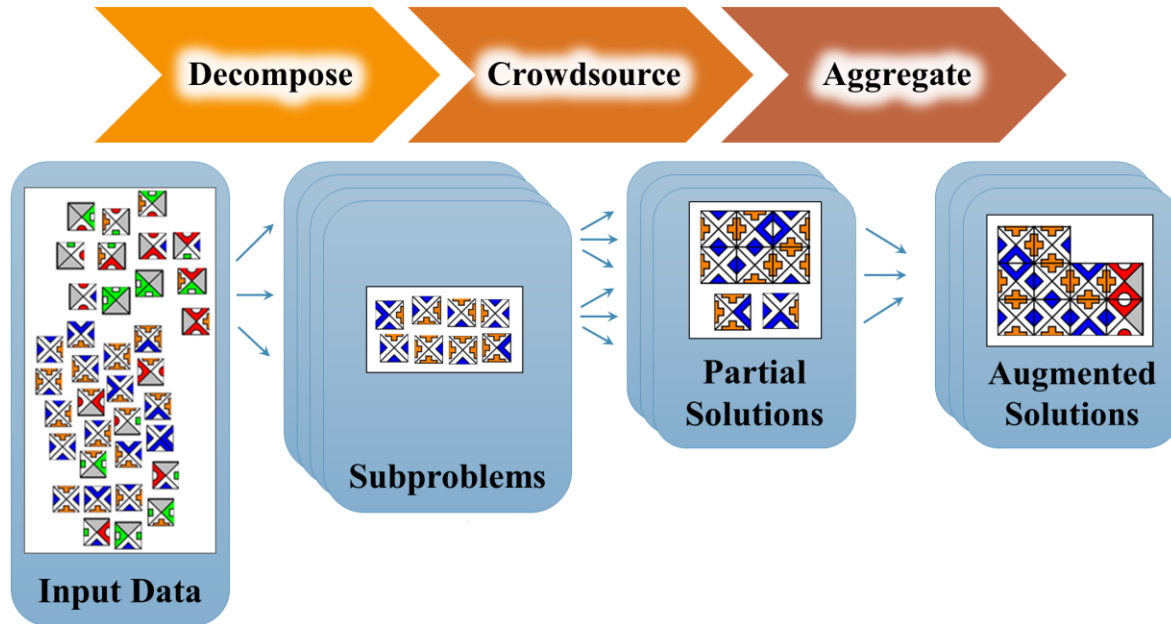 Decompose
Crowdsource
Aggregate
Input Data
Subproblems
Partial
Solutions
Augmented
Solutions